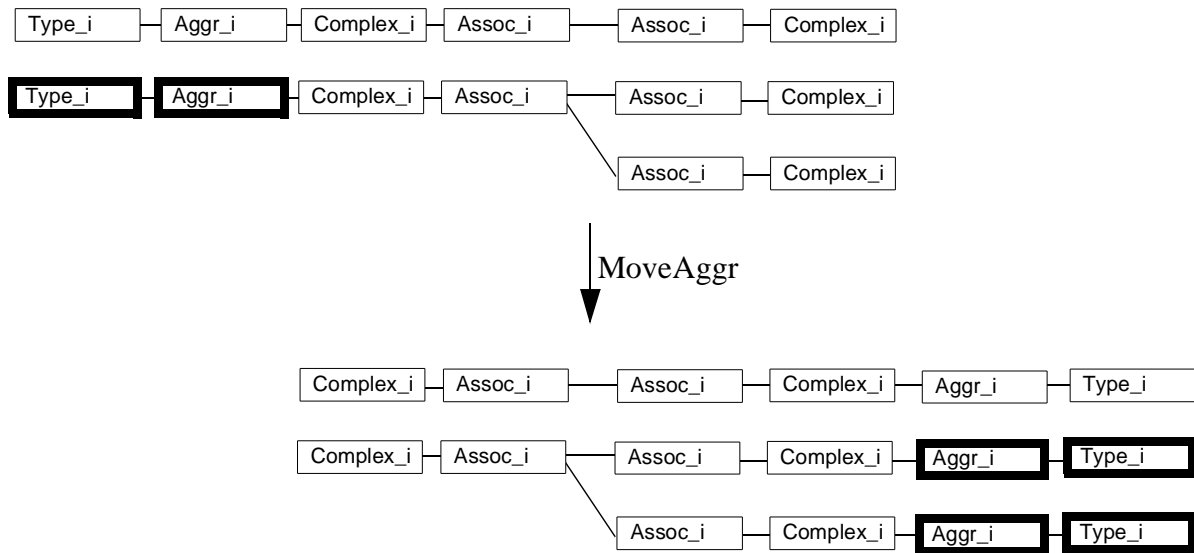 Type_i Aggr_i Complex_i Assoc_i Assoc_i Complex_i
Type_i Aggr_i Complex_i Assoc_i Assoc_i Complex_i
Assoc_i Complex_i
MoveAggr
Complex_i Assoc_i Assoc_i Complex_i Aggr_i Type_i
Complex_i Assoc_i Assoc_i Complex_i Aggr_i Type_i
Assoc_i Complex_i Aggr_i Type_i